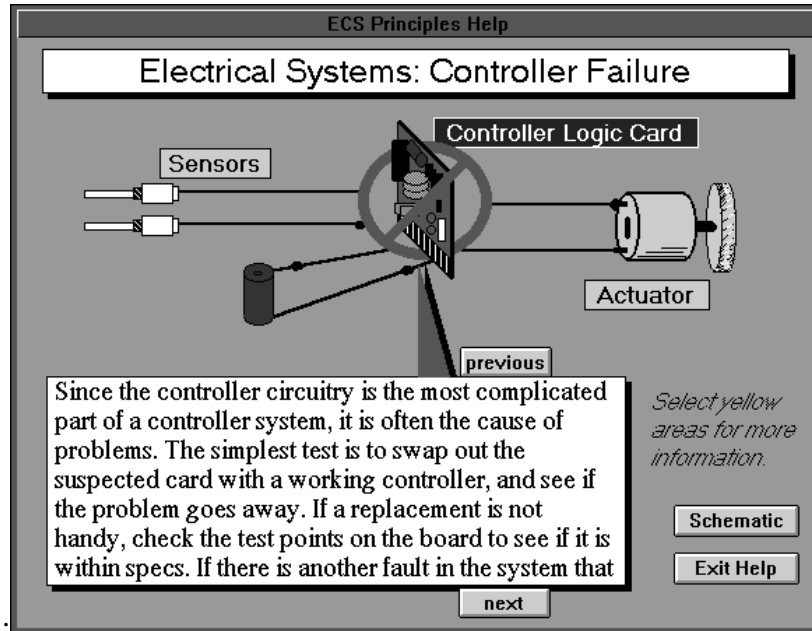 ECS Principles Help
Electrical Systems: Controller Failure
Controller Logic Card
Sensors
Actuator
previous
Since the controller circuitry is the most complicated
part of a controller system, it is often the cause of
problems. The simplest test is to swap out the
suspected card with a working controller, and see if
the problem goes away. If a replacement is not
handy, check the test points on the board to see if it is
within specs. If there is another fault in the system that
Select yellow
areas for more
information.
Schematic
Exit Help
next
.